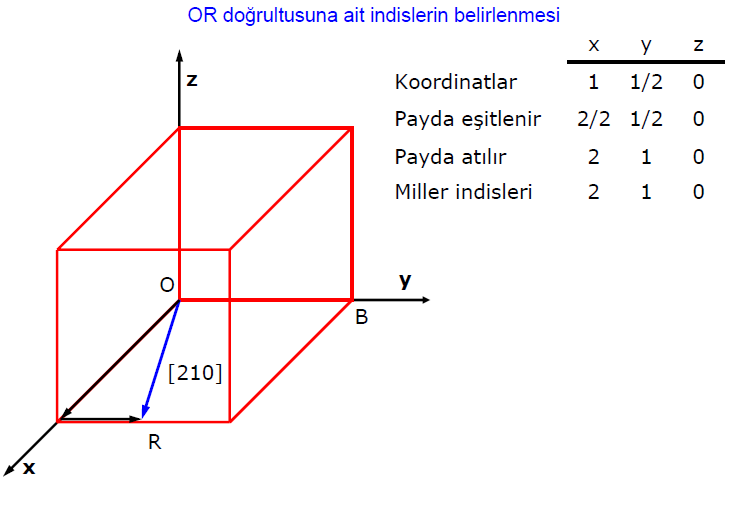 OR doğrultusuna ait indislerin belirlenmesi
x y z
Koordinatlar 1 1/2 0
Payda eşitlenir 2/2 1/2 0
Payda atılır 2 1 0
Miller indisleri 2 1 0
z
O
y
B
[210]
R
x